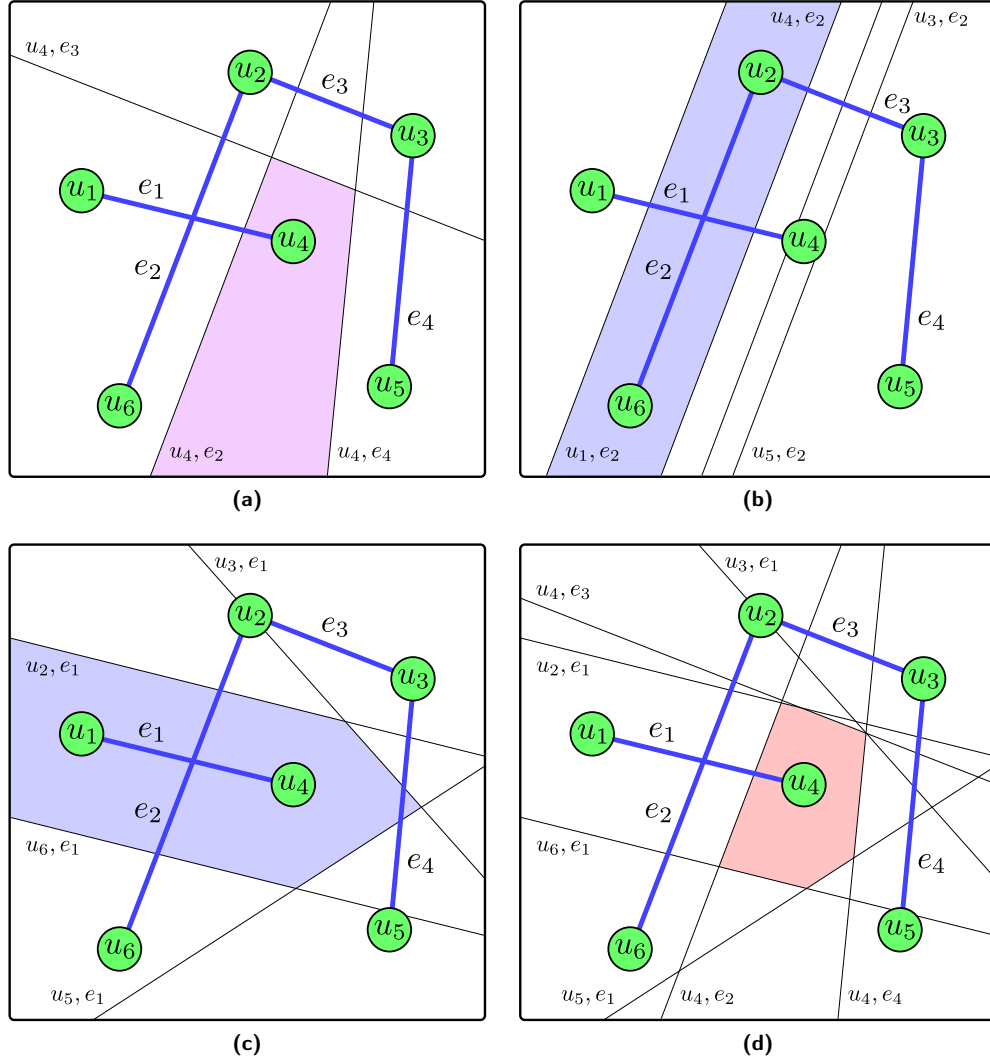 u₄, e₃
u₂
e₃
u₃
u₁
e₁
u₄
e₂
e₄
u₅
u₆
u₄, e₂
u₄, e₄
(a)
u₄, e₂
u₃, e₂
u₂
e₃
u₃
u₁
e₁
u₄
e₂
e₄
u₅
u₆
u₁, e₂
u₅, e₂
(b)
u₃, e₁
u₂
e₃
u₂, e₁
u₃
u₁
e₁
u₄
e₂
u₆, e₁
e₄
u₅
u₆
u₅, e₁
(c)
u₃, e₁
u₄, e₃
u₂
e₃
u₂, e₁
u₃
u₁
e₁
u₄
e₂
u₆, e₁
e₄
u₅
u₆
u₅, e₁
u₄, e₂
u₄, e₄
(d)